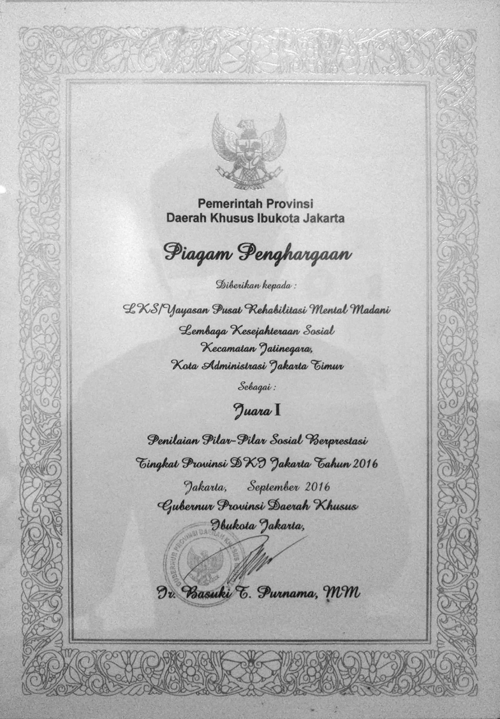 Pemerintah Provinsi
Daerah Khusus Ibukota Jakarta
Piagam Penghargaan
Diberikan kepada :
LKS/Yayasan Pusat Rehabilitasi Mental Madani
Lembaga Kesejahteraan Sosial
Kecamatan Jatinegara,
Kota Administrasi Jakarta Timur
Sebagai :
Juara I
Penilaian Pilar-Pilar Sosial Berprestasi
Tingkat Provinsi DKI Jakarta Tahun 2016
Jakarta, September 2016
Gubernur Provinsi Daerah Khusus
Ibukota Jakarta,
Ir. Basuki T. Purnama, MM